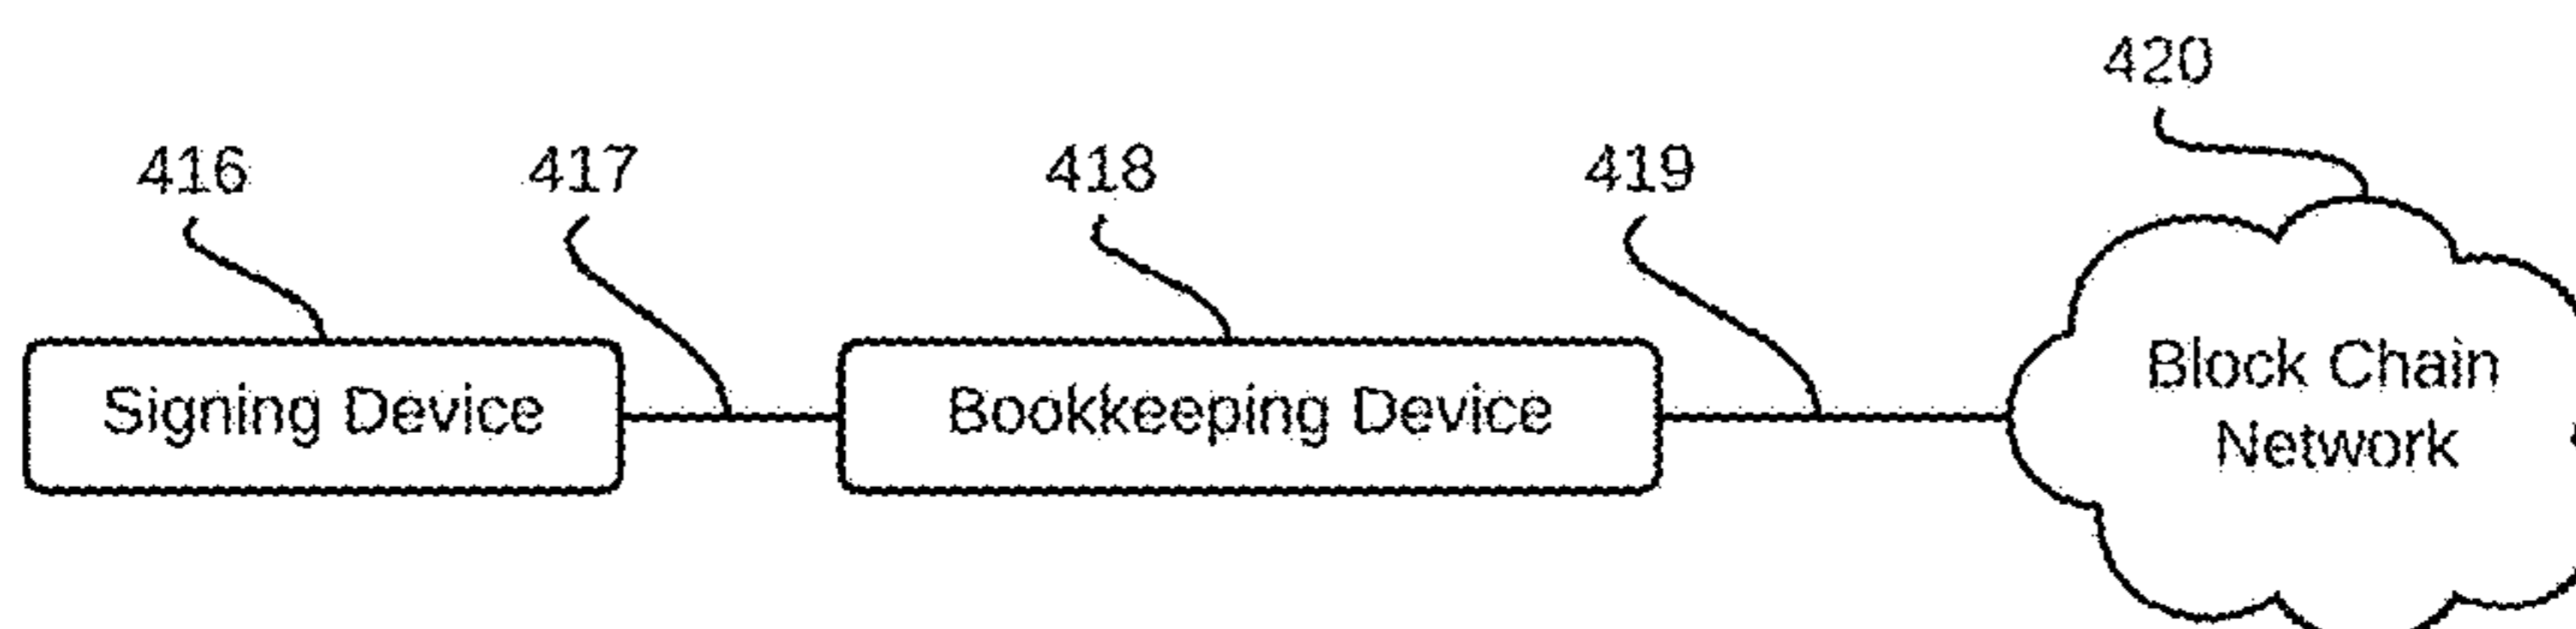 420
416 417 418 419
Signing Device Bookkeeping Device Block Chain
Network